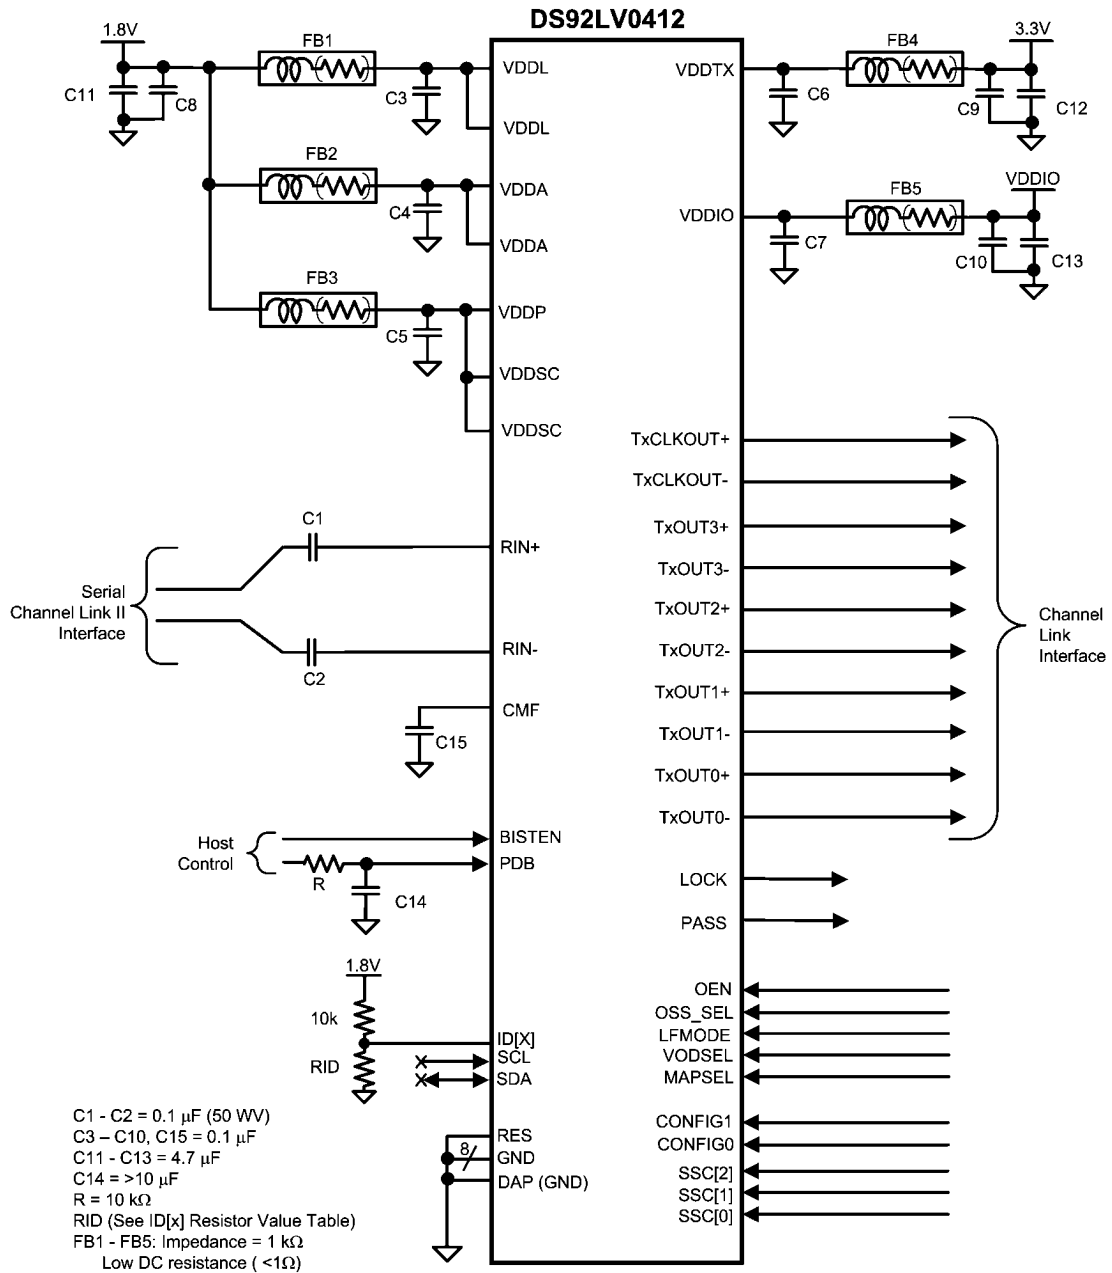 DS92LV0412
1.8V
FB1
C11
C8
C3
VDDL
VDDL
FB2
C4
VDDA
VDDA
FB3
C5
VDDP
VDDSC
VDDSC
VDDTX
C6
FB4
3.3V
C9
C12
VDDIO
C7
FB5
VDDIO
C10
C13
Serial
Channel Link II
Interface
C1
C2
RIN+
RIN-
CMF
C15
Host
Control
R
C14
BISTEN
PDB
1.8V
10k
RID
ID[X]
SCL
SDA
RES
8
GND
DAP (GND)
TxCLKOUT+
TxCLKOUT-
TxOUT3+
TxOUT3-
TxOUT2+
TxOUT2-
TxOUT1+
TxOUT1-
TxOUT0+
TxOUT0-
Channel
Link
Interface
LOCK
PASS
OEN
OSS_SEL
LFMODE
VODSEL
MAPSEL
CONFIG1
CONFIG0
SSC[2]
SSC[1]
SSC[0]
C1 - C2 = 0.1 μF (50 WV)
C3 – C10, C15 = 0.1 μF
C11 - C13 = 4.7 μF
C14 = >10 μF
R = 10 kΩ
RID (See ID[x] Resistor Value Table)
FB1 - FB5: Impedance = 1 kΩ
Low DC resistance ( <1Ω)